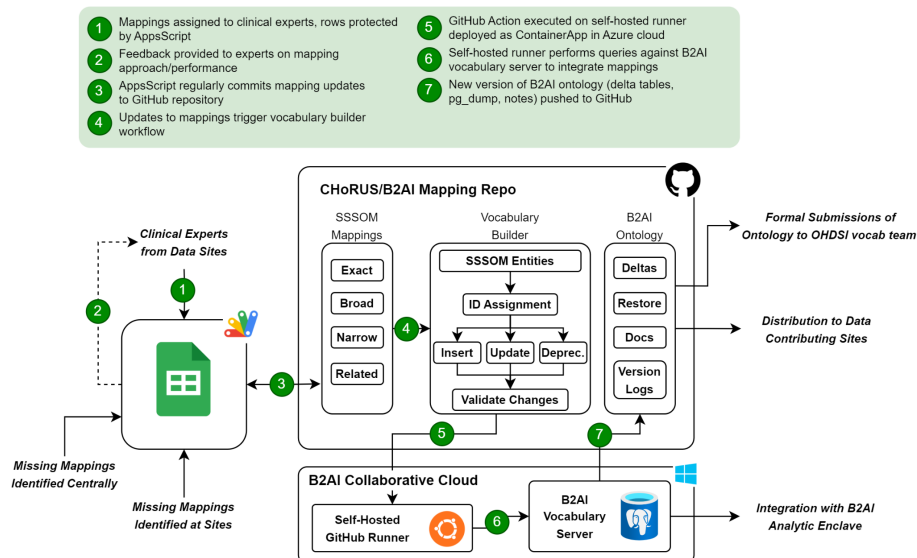 1 Mappings assigned to clinical experts, rows protected
by AppsScript
2 Feedback provided to experts on mapping
approach/performance
3 AppsScript regularly commits mapping updates
to GitHub repository
4 Updates to mappings trigger vocabulary builder
workflow
5 GitHub Action executed on self-hosted runner
deployed as ContainerApp in Azure cloud
6 Self-hosted runner performs queries against B2AI
vocabulary server to integrate mappings
7 New version of B2AI ontology (delta tables,
pg_dump, notes) pushed to GitHub
CHoRUS/B2AI Mapping Repo
Clinical Experts
from Data Sites
1
2
3
Missing Mappings
Identified Centrally
Missing Mappings
Identified at Sites
SSSOM
Mappings
Exact
Broad
Narrow
Related
4
Vocabulary
Builder
SSSOM Entities
ID Assignment
Insert
Update
Deprec.
Validate Changes
B2AI
Ontology
Deltas
Restore
Docs
Version
Logs
Formal Submissions of
Ontology to OHDSI vocab team
Distribution to Data
Contributing Sites
5
7
B2AI Collaborative Cloud
Self-Hosted
GitHub Runner
6
B2AI
Vocabulary
Server
Integration with B2AI
Analytic Enclave